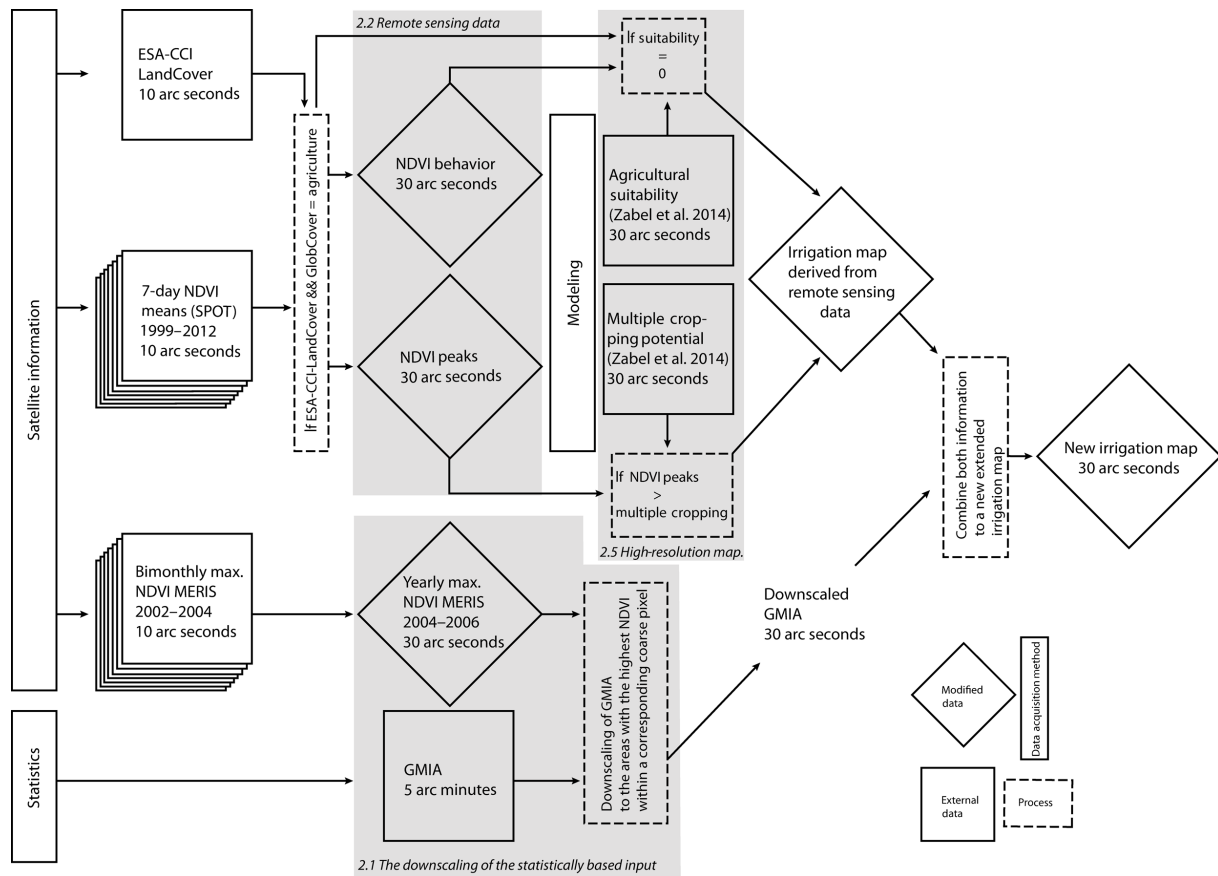 2.2 Remote sensing data
ESA-CCI
LandCover
10 arc seconds
If suitability
=
0
Satellite information
If ESA-CCI-LandCover && GlobCover = agriculture
NDVI behavior
30 arc seconds
Modeling
Agricultural
suitability
(Zabel et al. 2014)
30 arc seconds
7-day NDVI
means (SPOT)
1999–2012
10 arc seconds
NDVI peaks
30 arc seconds
Multiple crop-
ping potential
(Zabel et al. 2014)
30 arc seconds
Irrigation map
derived from
remote sensing
data
If NDVI peaks
>
multiple cropping
2.5 High-resolution map.
Combine both information
to a new extended
irrigation map
New irrigation map
30 arc seconds
Bimonthly max.
NDVI MERIS
2002–2004
10 arc seconds
Yearly max.
NDVI MERIS
2004–2006
30 arc seconds
Downscaling of GMIA
to the areas with the highest NDVI
within a corresponding coarse pixel
Downscaled
GMIA
30 arc seconds
Statistics
GMIA
5 arc minutes
2.1 The downscaling of the statistically based input
Modified
data
Data acquisition method
External
data
Process